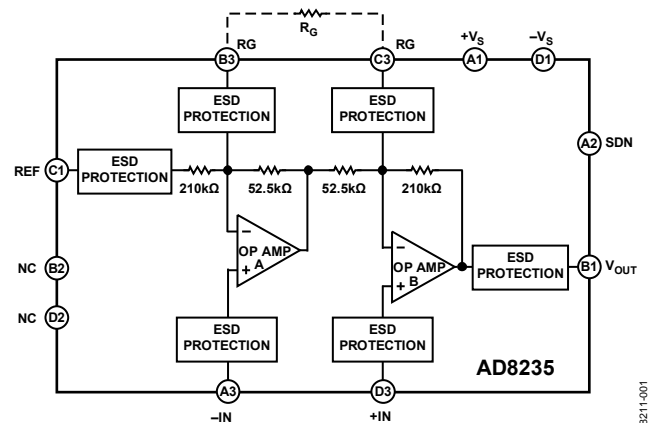 R_G
B3 RG
C3 RG
+V_S
A1
−V_S
D1
ESD
PROTECTION
ESD
PROTECTION
A2 SDN
REF C1
ESD
PROTECTION
210kΩ
52.5kΩ
52.5kΩ
210kΩ
−
OP AMP
A
+
−
OP AMP
B
+
NC B2
NC D2
ESD
PROTECTION
B1 V_OUT
ESD
PROTECTION
ESD
PROTECTION
AD8235
A3
−IN
D3
+IN
8211-001